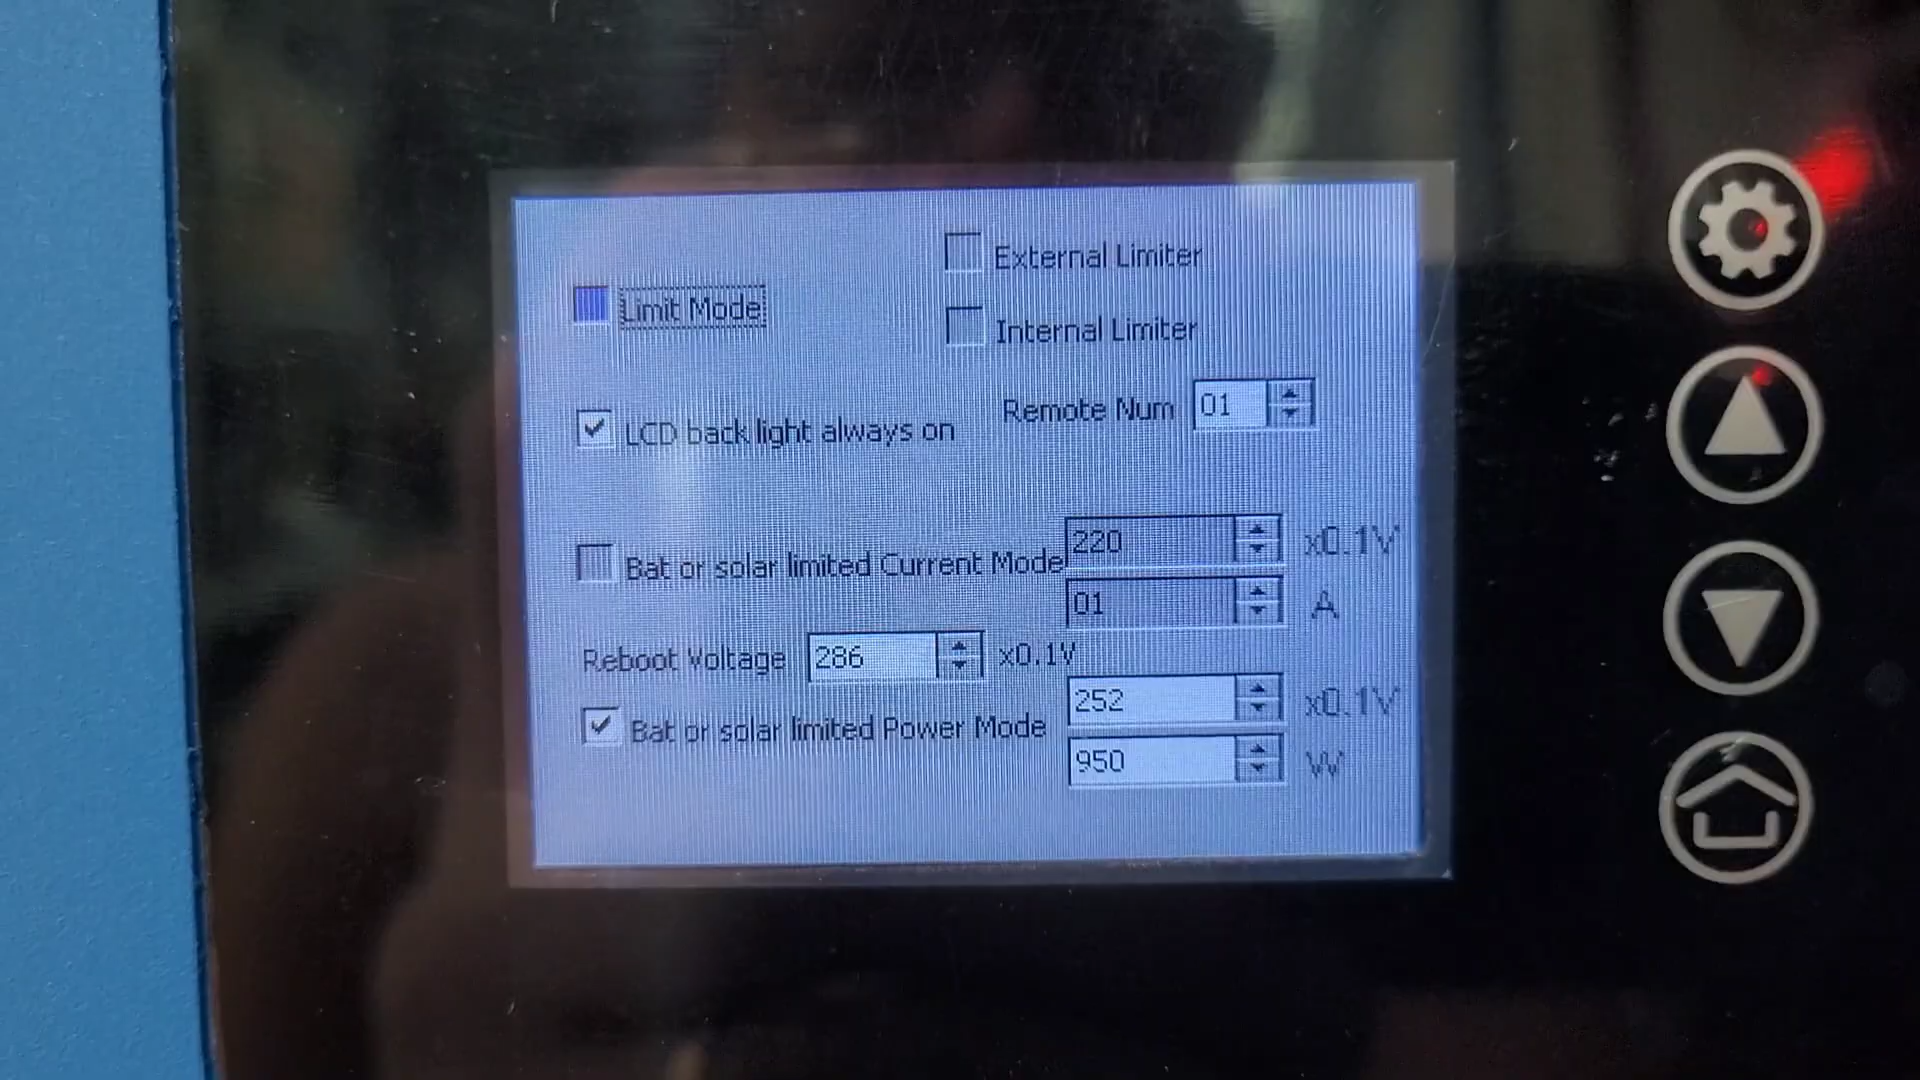 External Limiter
Limit Mode
Internal Limiter
Remote Num 01
LCD back light always on
220 x0.1V
Bat or solar limited Current Mode
01 A
Reboot Voltage 286 x0.1V
252 x0.1V
Bat or solar limited Power Mode
950 W